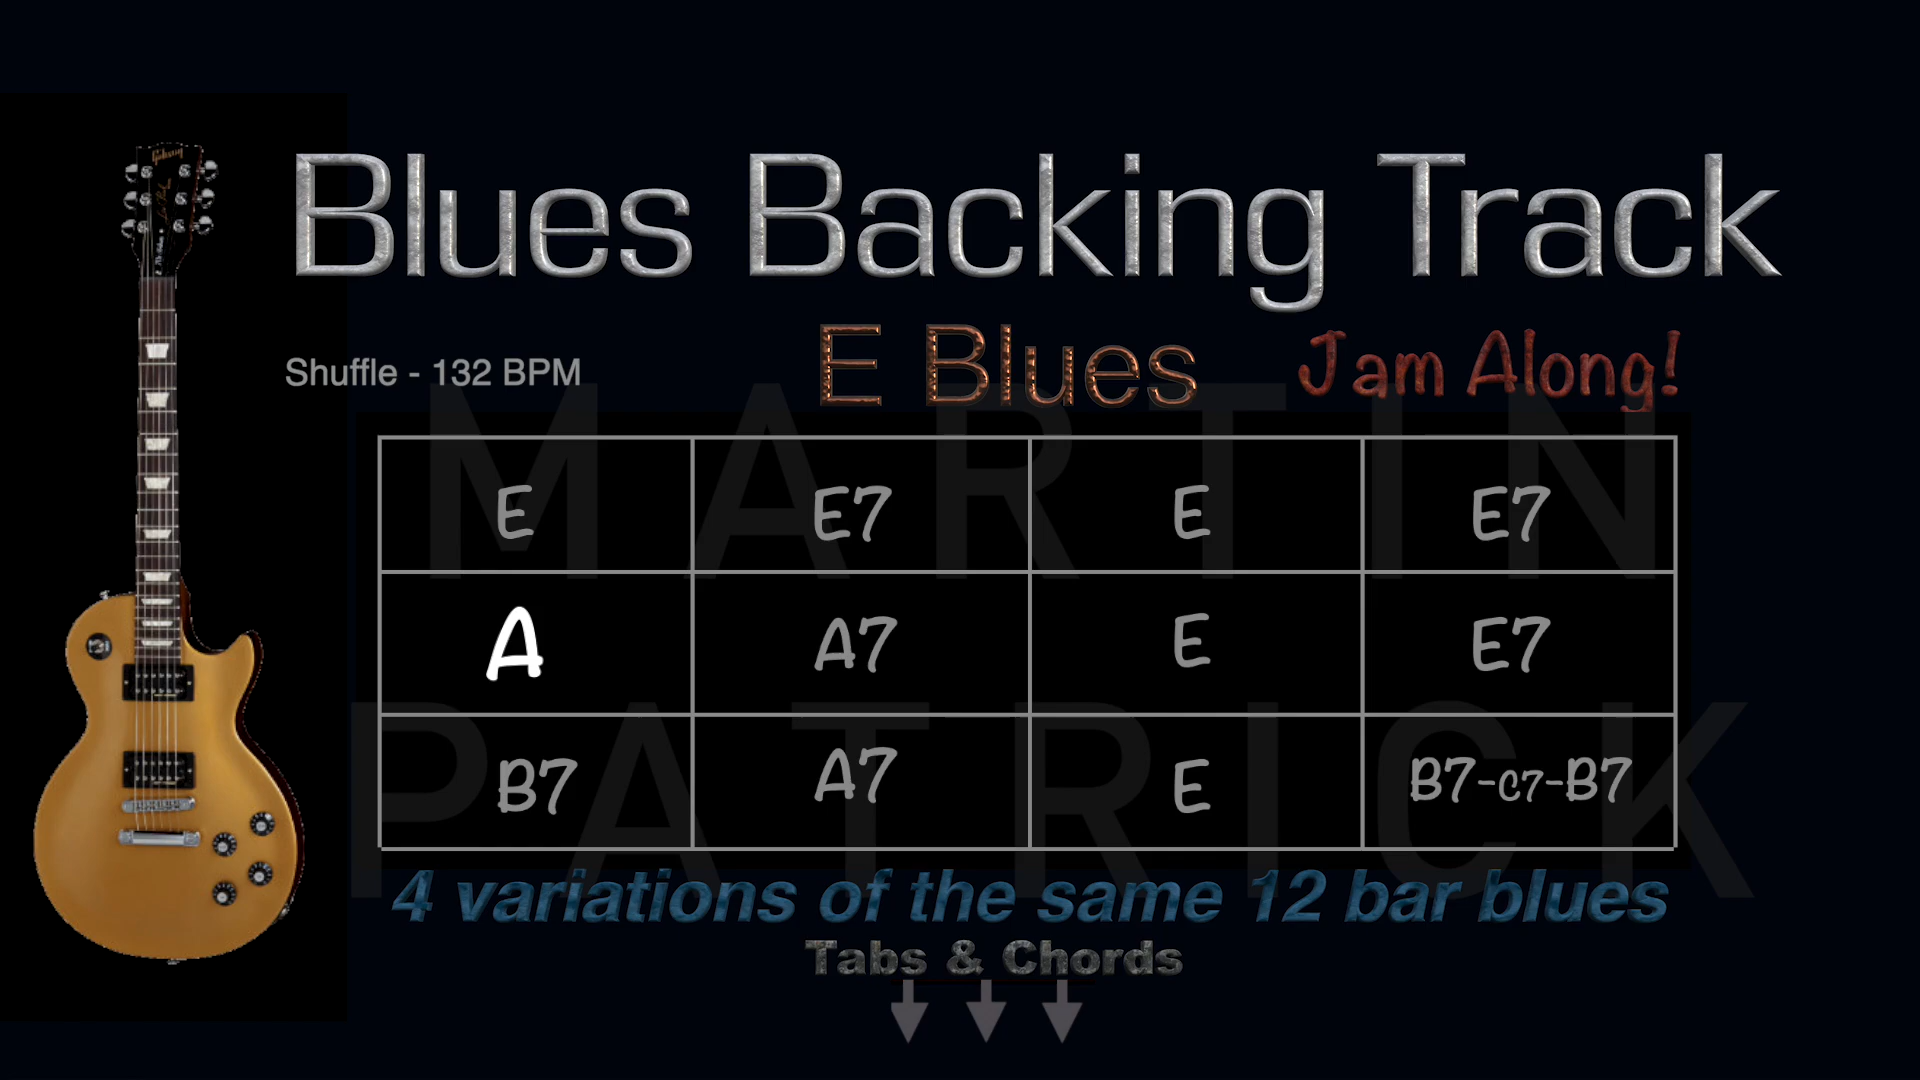 Gibson
Blues Backing Track
Shuffle - 132 BPM
E Blues
Jam Along!
MARTIN
E E7 E E7
A A7 E E7
PATRICK
B7 A7 E B7-C7-B7
4 variations of the same 12 bar blues
Tabs & Chords